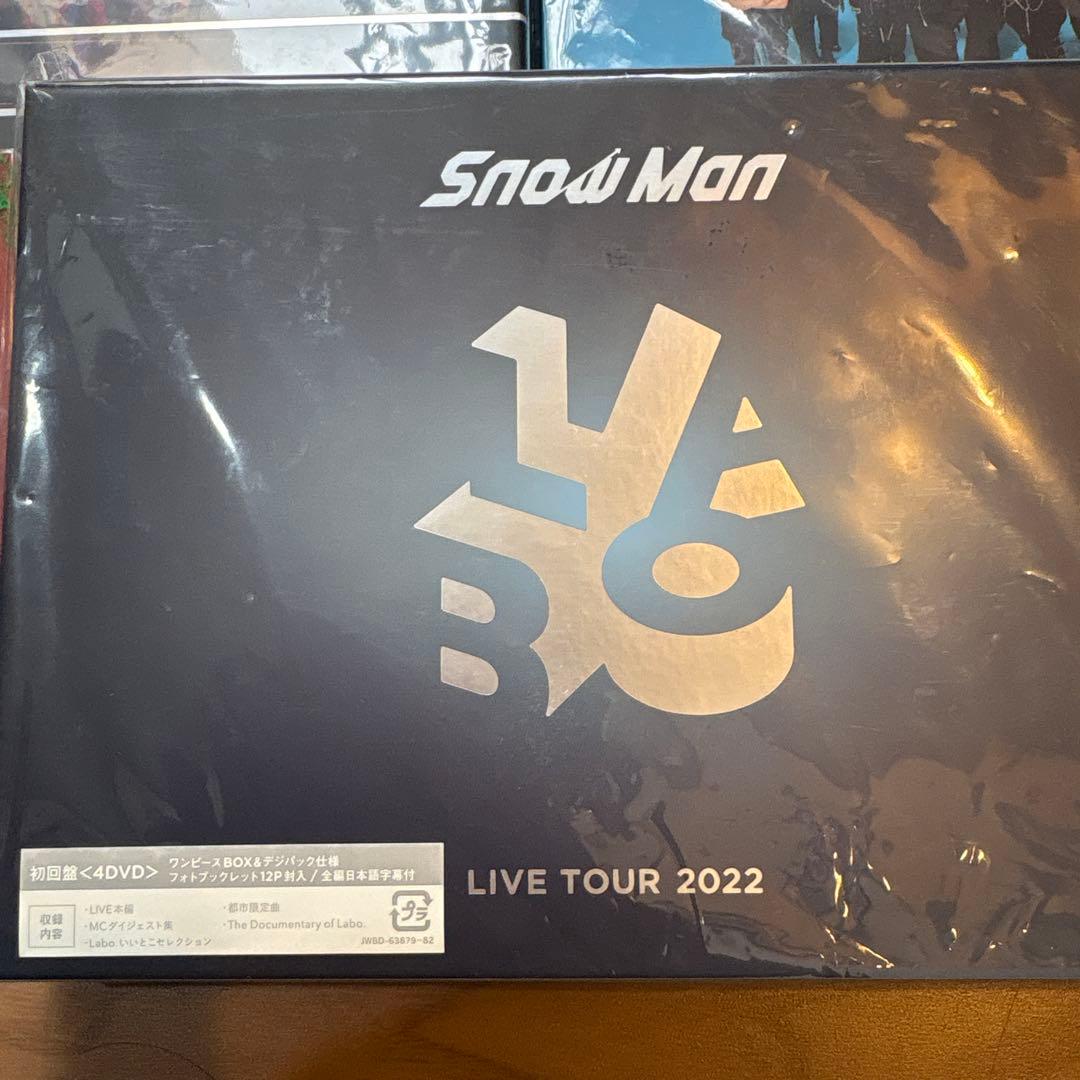 Snow Man
LABO
LIVE TOUR 2022
初回盤<4DVD>
ワンピースBOX&デジパック仕様
フォトブックレット12P封入/全編日本語字幕付
収録内容
・LIVE本編
・MCダイジェスト集
・Labo.いいとこセレクション
・都市限定曲
・The Documentary of Labo.
プラ
JWBD-63879~82